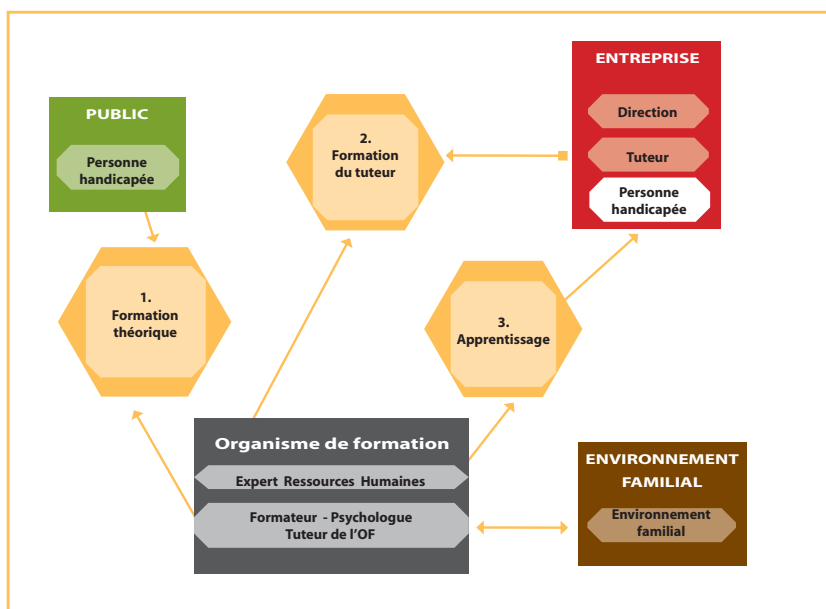 PUBLIC
Personne
handicapée
2.
Formation
du tuteur
ENTREPRISE
Direction
Tuteur
Personne
handicapée
1.
Formation
théorique
3.
Apprentissage
Organisme de formation
Expert Ressources Humaines
Formateur - Psychologue
Tuteur de l'OF
ENVIRONNEMENT
FAMILIAL
Environnement
familial